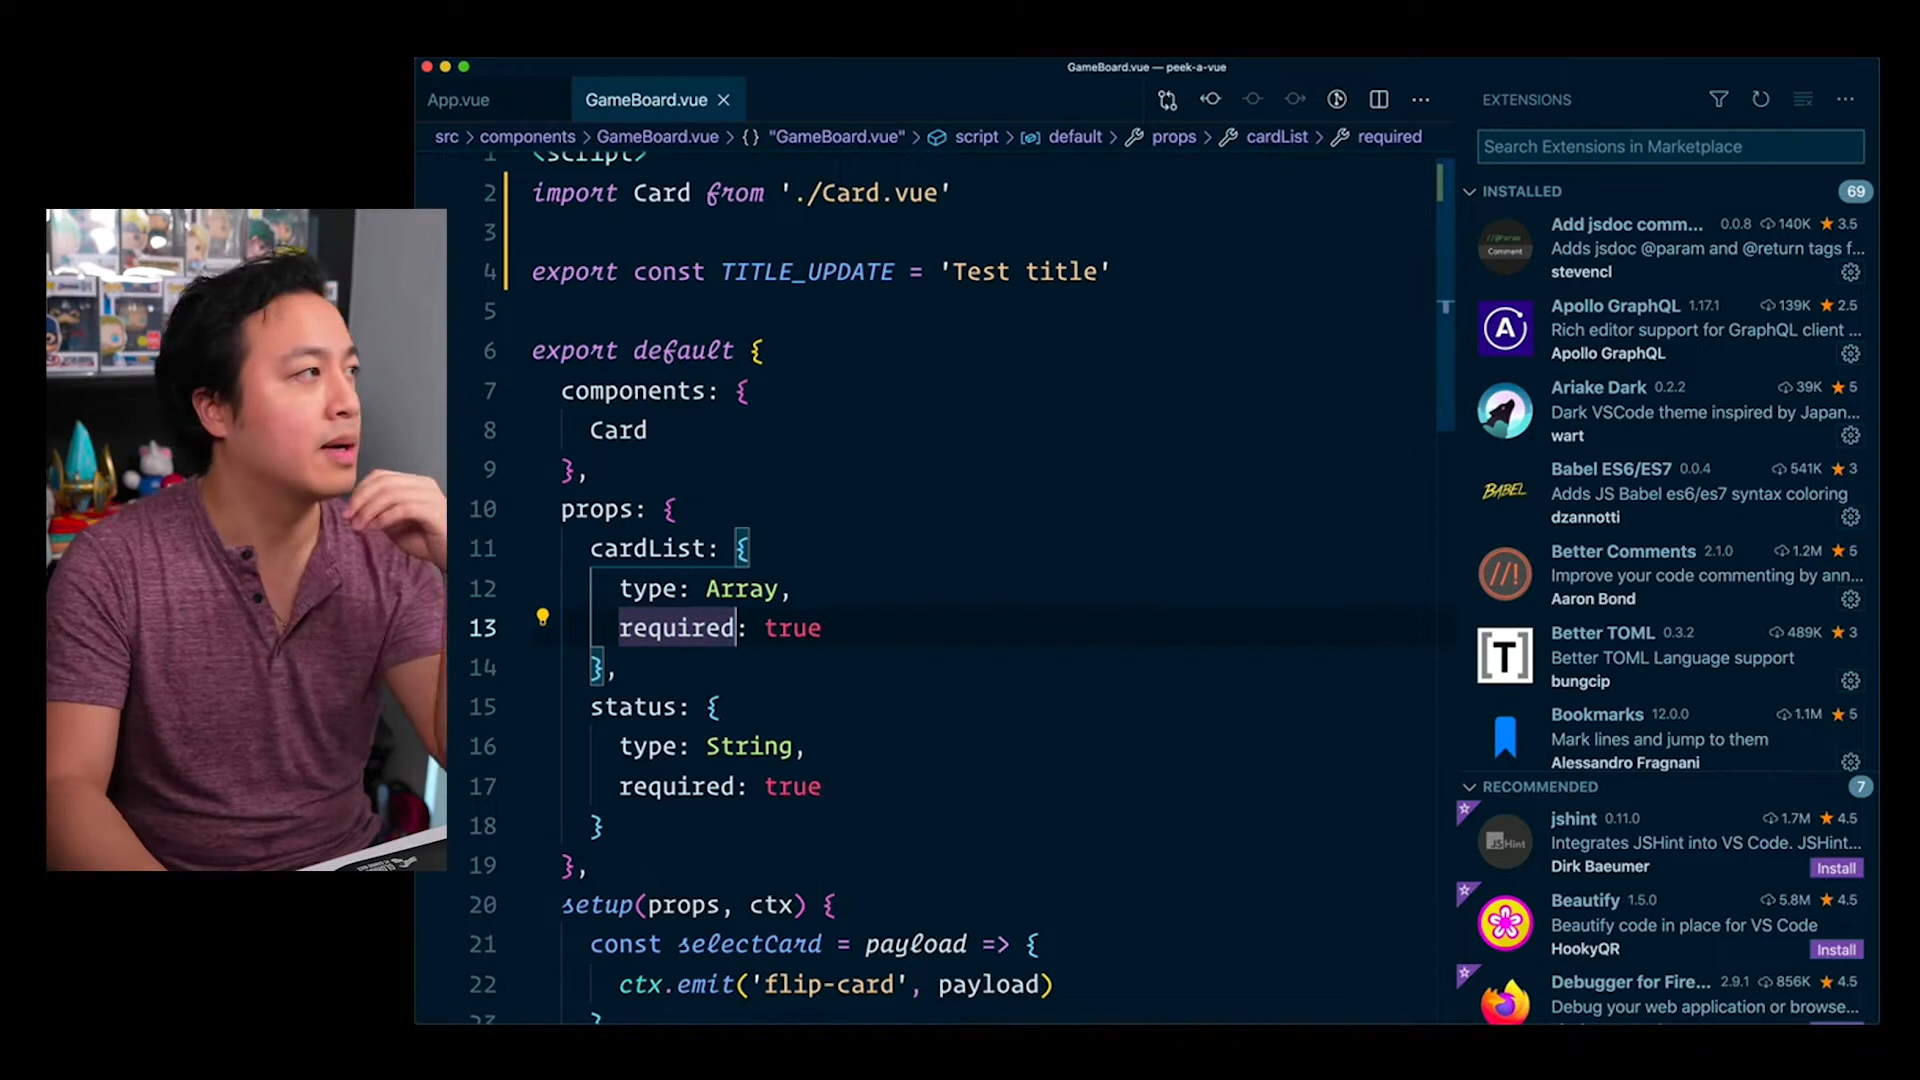 GameBoard.vue — peek-a-vue
App.vue
GameBoard.vue
EXTENSIONS
src > components > GameBoard.vue > {} "GameBoard.vue" > script > default > props > cardList > required
Search Extensions in Marketplace
1 <script>
2 import Card from './Card.vue'
3
4 export const TITLE_UPDATE = 'Test title'
5
6 export default {
7 components: {
8 Card
9 },
10 props: {
11 cardList: {
12 type: Array,
13 required: true
14 },
15 status: {
16 type: String,
17 required: true
18 }
19 },
20 setup(props, ctx) {
21 const selectCard = payload => {
22 ctx.emit('flip-card', payload)
23 }
INSTALLED 69
Add jsdoc comm... 0.0.8 140K 3.5
Adds jsdoc @param and @return tags f...
stevencl
//@Param
Comment
Apollo GraphQL 1.17.1 139K 2.5
Rich editor support for GraphQL client ...
Apollo GraphQL
Ariake Dark 0.2.2 39K 5
Dark VSCode theme inspired by Japan...
wart
Babel ES6/ES7 0.0.4 541K 3
Adds JS Babel es6/es7 syntax coloring
dzannotti
BABEL
Better Comments 2.1.0 1.2M 5
Improve your code commenting by ann...
Aaron Bond
//!
Better TOML 0.3.2 489K 3
Better TOML Language support
bungcip
[T]
Bookmarks 12.0.0 1.1M 5
Mark lines and jump to them
Alessandro Fragnani
RECOMMENDED 7
jshint 0.11.0 1.7M 4.5
Integrates JSHint into VS Code. JSHint...
Dirk Baeumer
Install
JSHint
Beautify 1.5.0 5.8M 4.5
Beautify code in place for VS Code
HookyQR
Install
Debugger for Fire... 2.9.1 856K 4.5
Debug your web application or browse...